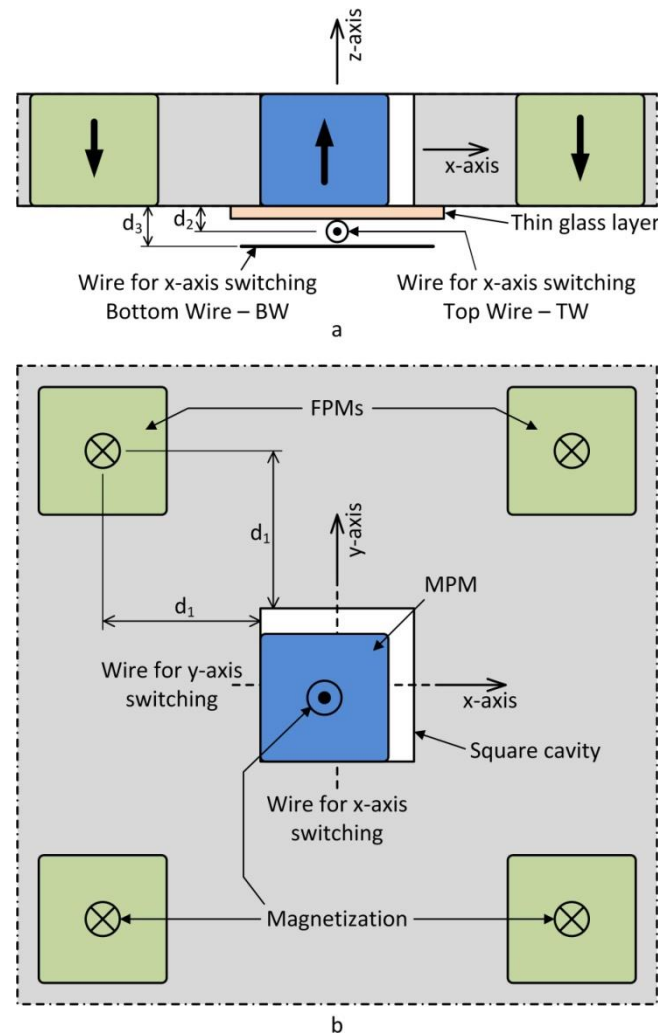 z-axis
x-axis
d₃
d₂
Thin glass layer
Wire for x-axis switching
Bottom Wire – BW
Wire for x-axis switching
Top Wire – TW
a
FPMs
d₁
y-axis
d₁
MPM
Wire for y-axis
switching
x-axis
Square cavity
Wire for x-axis
switching
Magnetization
b